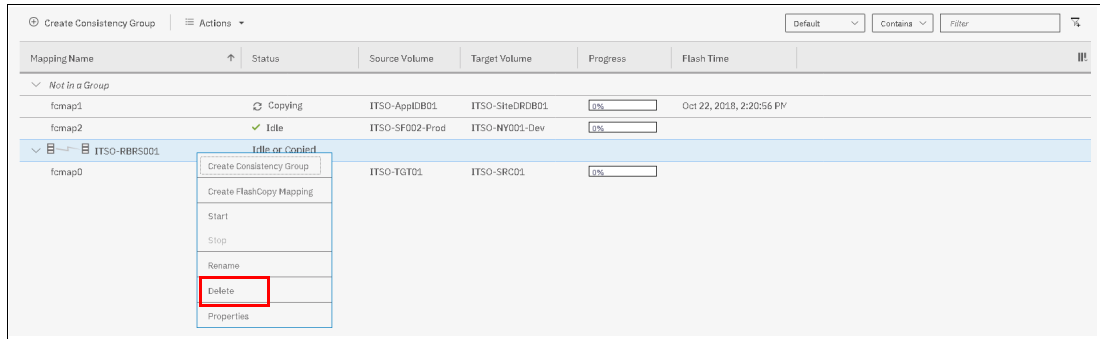 Create Consistency Group Actions Default Contains Filter
Mapping Name Status Source Volume Target Volume Progress Flash Time
Not in a Group
fcmap1 Copying ITSO-ApplDB01 ITSO-SiteDRDB01 0% Oct 22, 2018, 2:20:56 PM
fcmap2 Idle ITSO-SF002-Prod ITSO-NY001-Dev 0%
ITSO-RBRS001 Idle or Copied
Create Consistency Group
fcmap0 ITSO-TGT01 ITSO-SRC01 0%
Create FlashCopy Mapping
Start
Stop
Rename
Delete
Properties